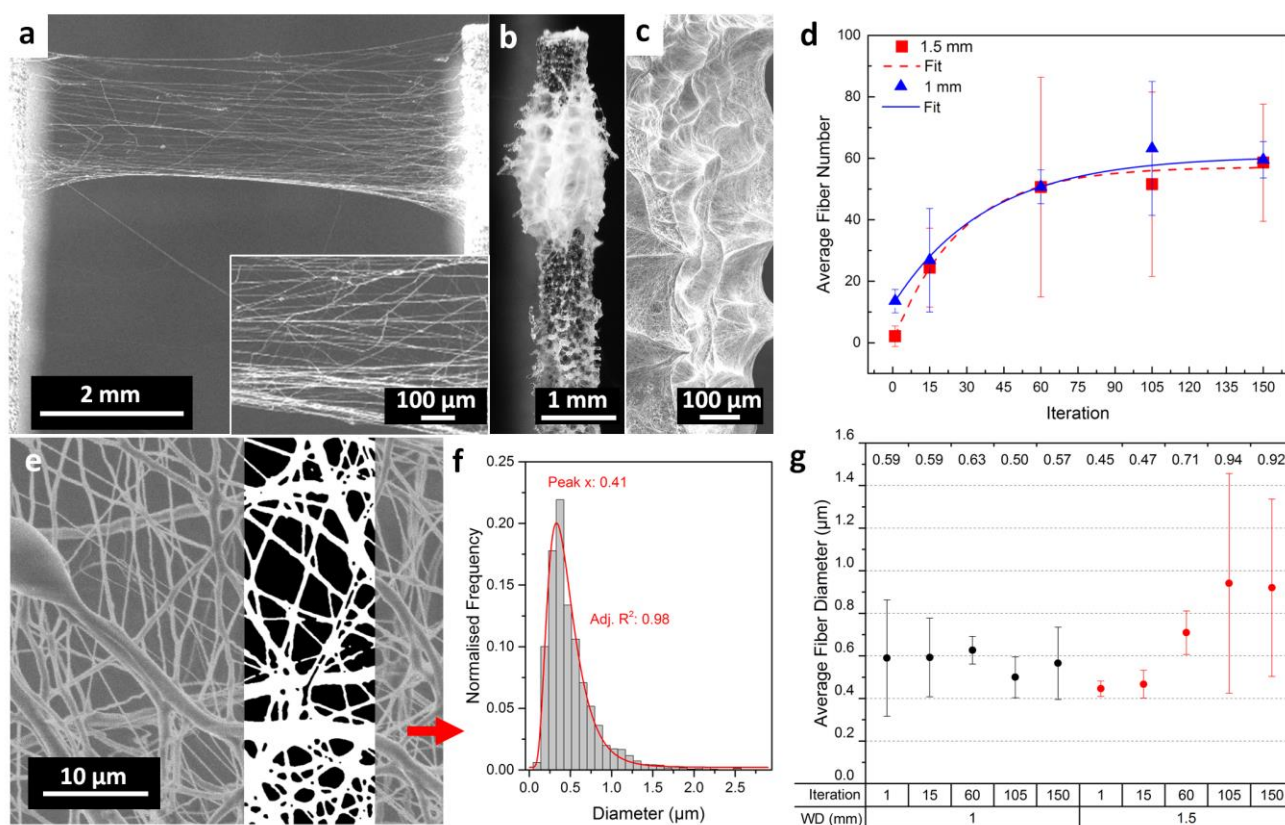 a
2 mm
100 µm
b
1 mm
c
100 µm
d
100
80
60
40
20
0
Average Fiber Number
1.5 mm
Fit
1 mm
Fit
0 15 30 45 60 75 90 105 120 135 150
Iteration
e
10 µm
f
0.25
0.20
0.15
0.10
0.05
0.00
Normalised Frequency
Peak x: 0.41
Adj. R²: 0.98
0.0 0.5 1.0 1.5 2.0 2.5
Diameter (µm)
g
1.6
1.4
1.2
1.0
0.8
0.6
0.4
0.2
0.0
Average Fiber Diameter (µm)
0.59 0.59 0.63 0.50 0.57 0.45 0.47 0.71 0.94 0.92
Iteration 1 15 60 105 150 1 15 60 105 150
WD (mm) 1 1.5